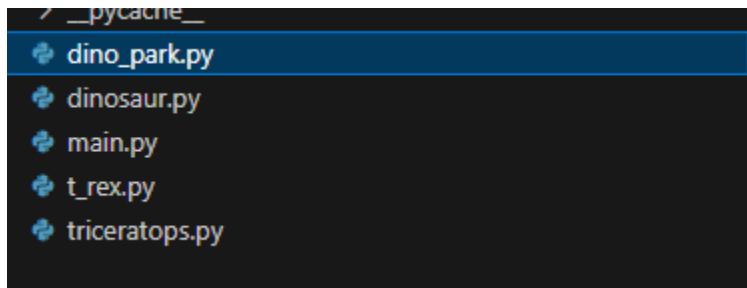 __pycache__
dino_park.py
dinosaur.py
main.py
t_rex.py
triceratops.py